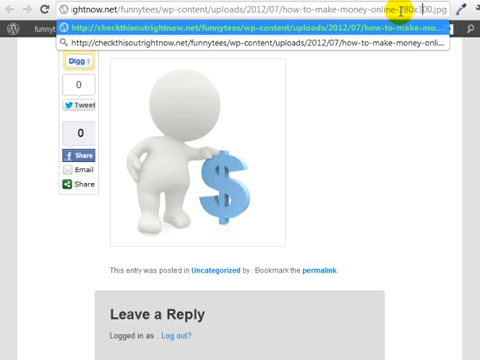 ightnow.net/funnytees/wp-content/uploads/2012/07/how-to-make-money-online-280x300.jpg
http://checkthisoutrightnow.net/funnytees/wp-content/uploads/2012/07/how-to-make-mo...
http://checkthisoutrightnow.net/funnytees/wp-content/uploads/2012/07/how-to-make-money-onli...
funny
Digg
0
Tweet
0
Share
Email
Share
$
This entry was posted in Uncategorized by . Bookmark the permalink.
Leave a Reply
Logged in as . Log out?